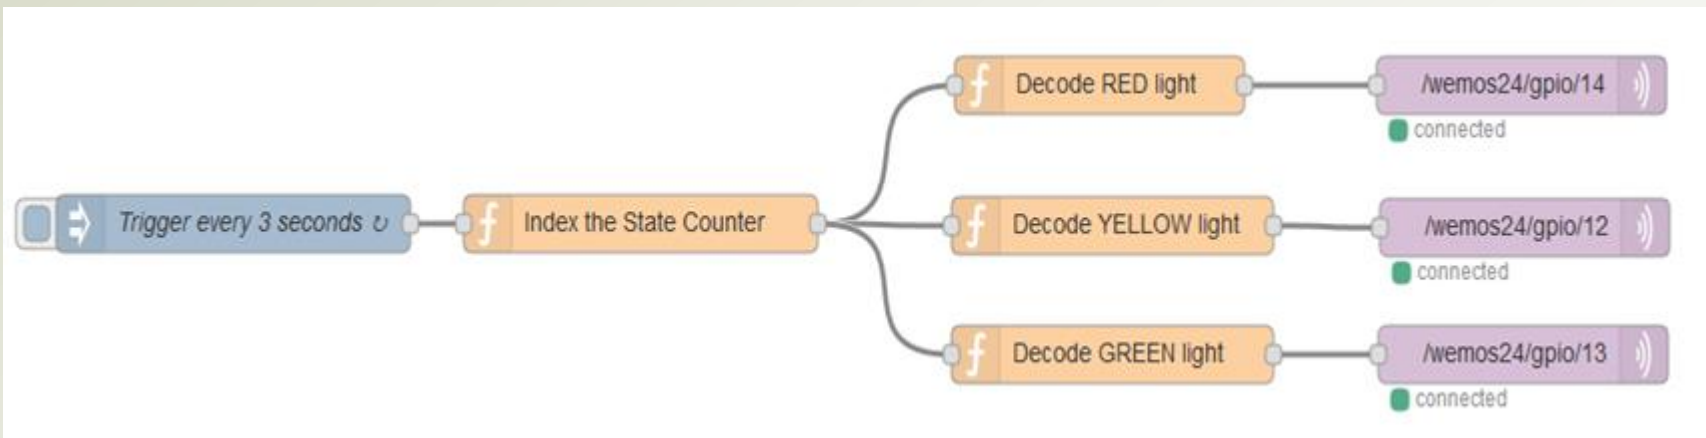 Trigger every 3 seconds ↻
Index the State Counter
Decode RED light
/wemos24/gpio/14
connected
Decode YELLOW light
/wemos24/gpio/12
connected
Decode GREEN light
/wemos24/gpio/13
connected